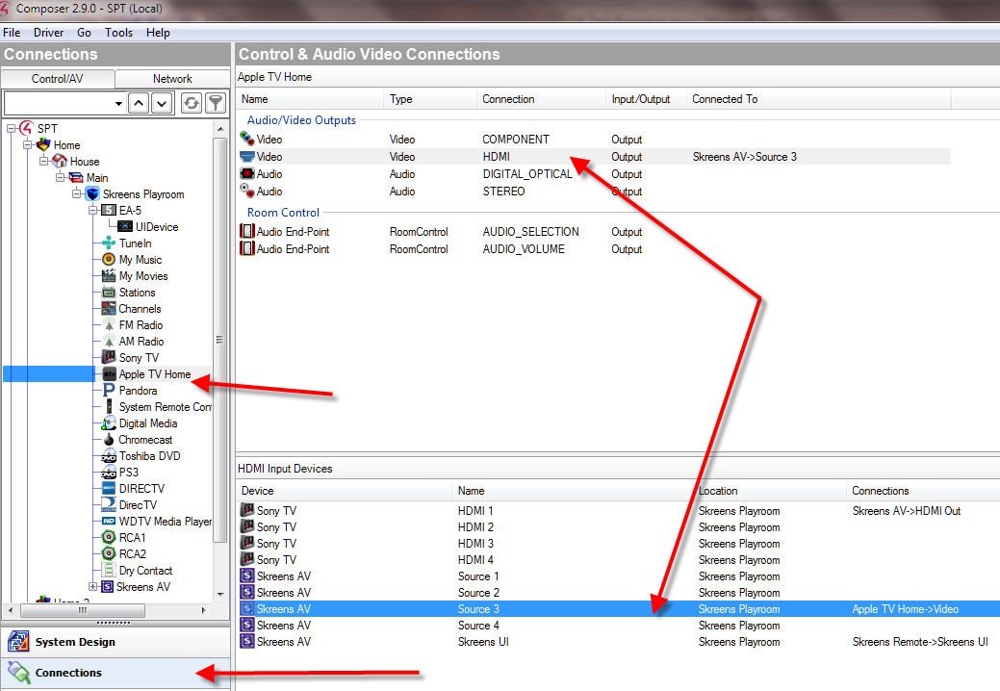 Composer 2.9.0 - SPT (Local)
File Driver Go Tools Help
Connections
Control/AV Network
SPT
Home
House
Main
Skreens Playroom
EA-5
UIDevice
TuneIn
My Music
My Movies
Stations
Channels
FM Radio
AM Radio
Sony TV
Apple TV Home
Pandora
System Remote Con
Digital Media
Chromecast
Toshiba DVD
PS3
DIRECTV
DirecTV
WDTV Media Player
RCA1
RCA2
Dry Contact
Skreens AV
System Design
Connections
Control & Audio Video Connections
Apple TV Home
Name Type Connection Input/Output Connected To
Audio/Video Outputs
Video Video COMPONENT Output
Video Video HDMI Output Skreens AV->Source 3
Audio Audio DIGITAL_OPTICAL Output
Audio Audio STEREO Output
Room Control
Audio End-Point RoomControl AUDIO_SELECTION Output
Audio End-Point RoomControl AUDIO_VOLUME Output
HDMI Input Devices
Device Name Location Connections
Sony TV HDMI 1 Skreens Playroom Skreens AV->HDMI Out
Sony TV HDMI 2 Skreens Playroom
Sony TV HDMI 3 Skreens Playroom
Sony TV HDMI 4 Skreens Playroom
Skreens AV Source 1 Skreens Playroom
Skreens AV Source 2 Skreens Playroom
Skreens AV Source 3 Skreens Playroom Apple TV Home->Video
Skreens AV Source 4 Skreens Playroom
Skreens AV Skreens UI Skreens Playroom Skreens Remote->Skreens UI